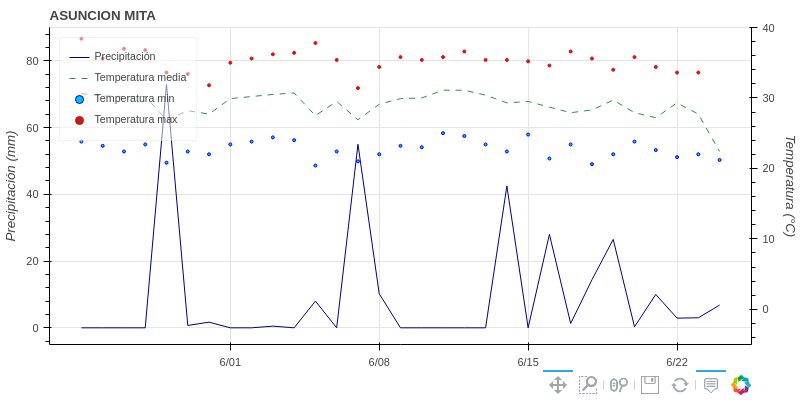 ASUNCION MITA
Precipitación
Temperatura media
Temperatura min
Temperatura max
Precipitación (mm)
80
60
40
20
0
Temperatura (°C)
40
30
20
10
0
6/01
6/08
6/15
6/22